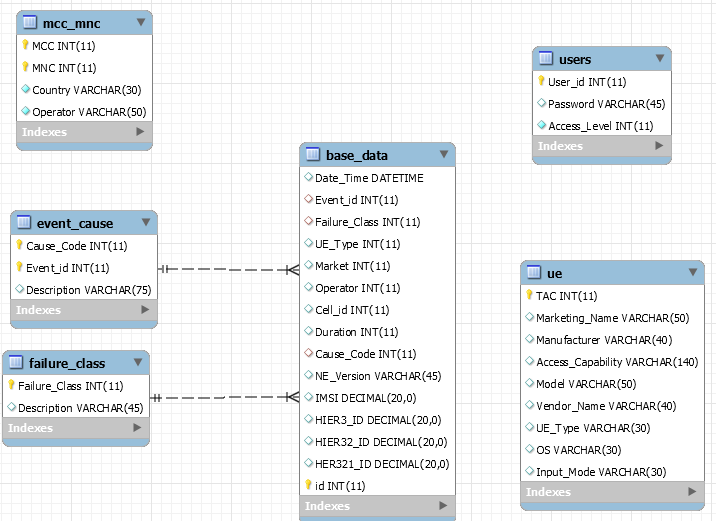 mcc_mnc
MCC INT(11)
MNC INT(11)
Country VARCHAR(30)
Operator VARCHAR(50)
Indexes
users
User_id INT(11)
Password VARCHAR(45)
Access_Level INT(11)
Indexes
base_data
Date_Time DATETIME
Event_id INT(11)
Failure_Class INT(11)
UE_Type INT(11)
Market INT(11)
Operator INT(11)
Cell_id INT(11)
Duration INT(11)
Cause_Code INT(11)
NE_Version VARCHAR(45)
IMSI DECIMAL(20,0)
HIER3_ID DECIMAL(20,0)
HIER32_ID DECIMAL(20,0)
HER321_ID DECIMAL(20,0)
id INT(11)
Indexes
event_cause
Cause_Code INT(11)
Event_id INT(11)
Description VARCHAR(75)
Indexes
failure_class
Failure_Class INT(11)
Description VARCHAR(45)
Indexes
ue
TAC INT(11)
Marketing_Name VARCHAR(50)
Manufacturer VARCHAR(40)
Access_Capability VARCHAR(140)
Model VARCHAR(50)
Vendor_Name VARCHAR(40)
UE_Type VARCHAR(30)
OS VARCHAR(30)
Input_Mode VARCHAR(30)
Indexes